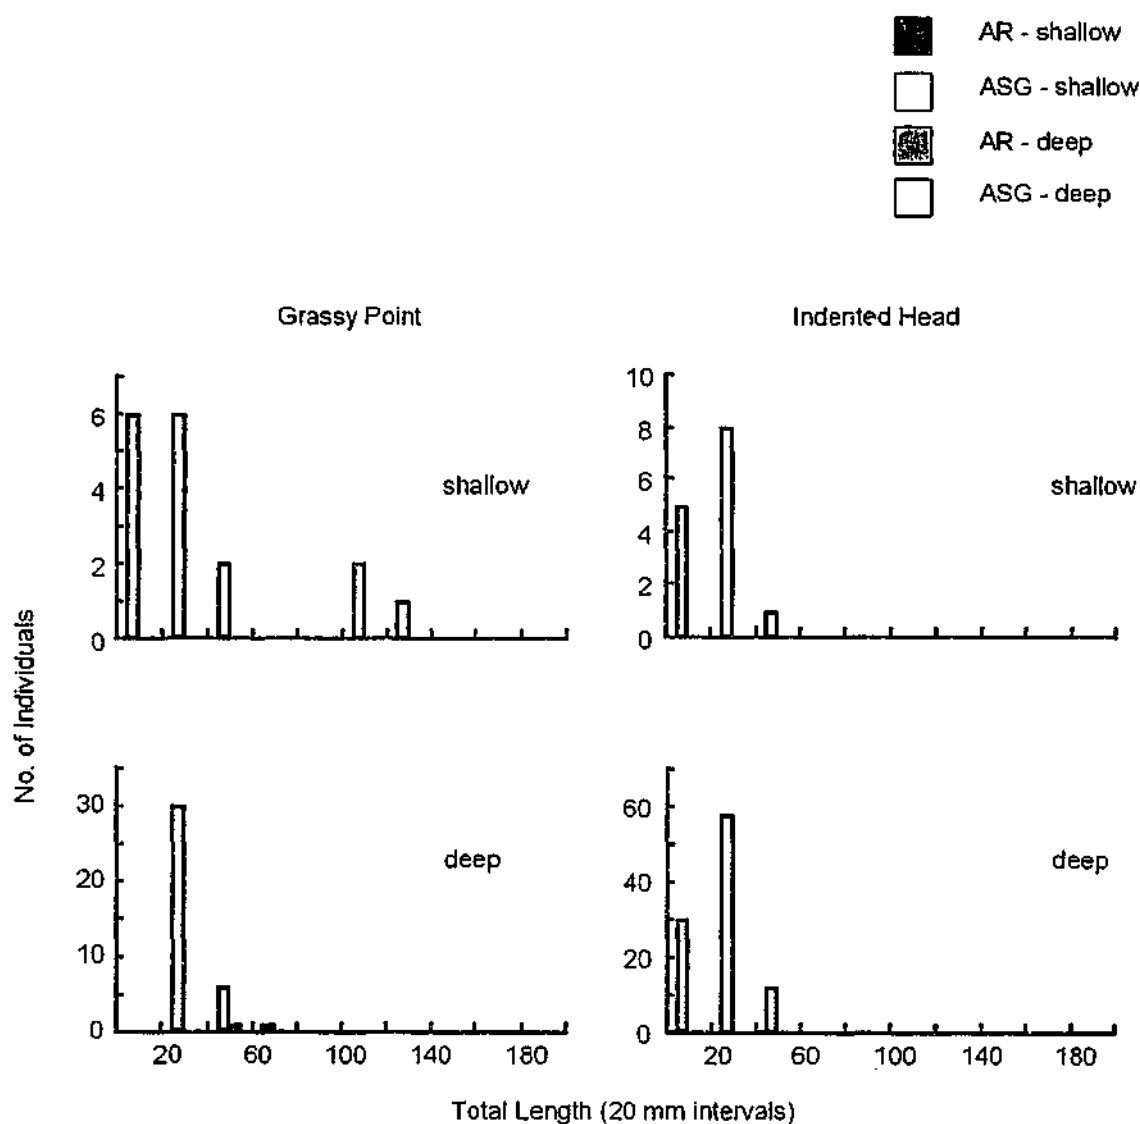 AR - shallow
ASG - shallow
AR - deep
ASG - deep
Grassy Point
Indented Head
6
4
2
0
shallow
10
8
6
4
2
0
shallow
No. of Individuals
30
20
10
0
deep
20 60 100 140 180
60
40
20
0
deep
20 60 100 140 180
Total Length (20 mm intervals)